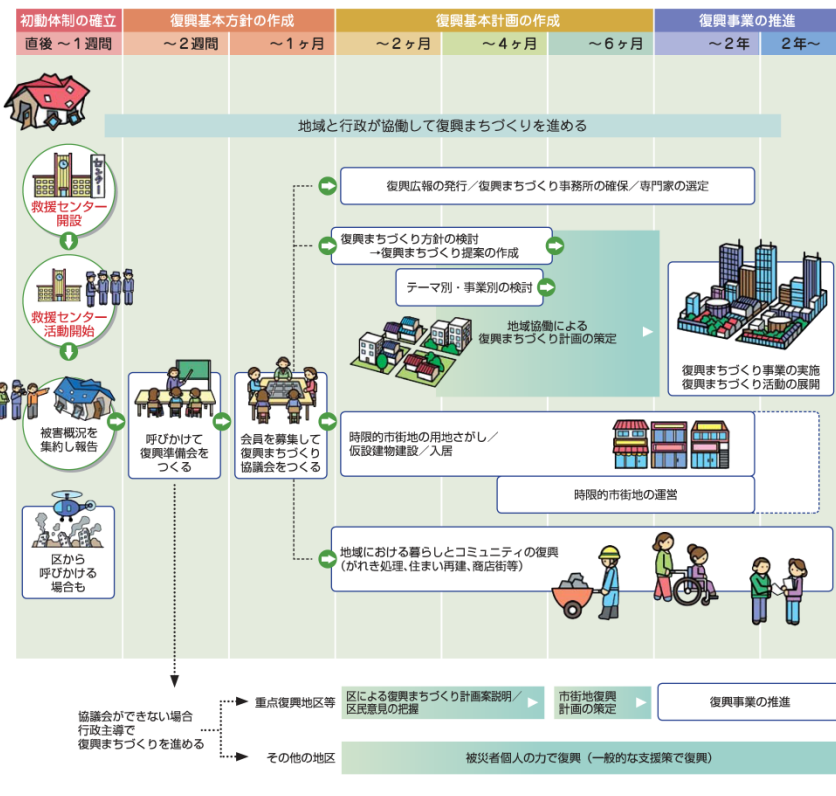 初動体制の確立
復興基本方針の作成
復興基本計画の作成
復興事業の推進
直後 ～1週間
～2週間
～1ヶ月
～2ヶ月
～4ヶ月
～6ヶ月
～2年
2年～
地域と行政が協働して復興まちづくりを進める
センター
救援センター
開設
救援センター
活動開始
被害概況を
集約し報告
区から
呼びかける
場合も
呼びかけて
復興準備会を
つくる
会員を募集して
復興まちづくり
協議会をつくる
復興広報の発行／復興まちづくり事務所の確保／専門家の選定
復興まちづくり方針の検討
→復興まちづくり提案の作成
テーマ別・事業別の検討
地域協働による
復興まちづくり計画の策定
復興まちづくり事業の実施
復興まちづくり活動の展開
時限的市街地の用地さがし／
仮設建物建設／入居
時限的市街地の運営
地域における暮らしとコミュニティの復興
（がれき処理、住まい再建、商店街等）
協議会ができない場合
行政主導で
復興まちづくりを進める
重点復興地区等
区による復興まちづくり計画案説明／
区民意見の把握
市街地復興
計画の策定
復興事業の推進
その他の地区
被災者個人の力で復興（一般的な支援策で復興）